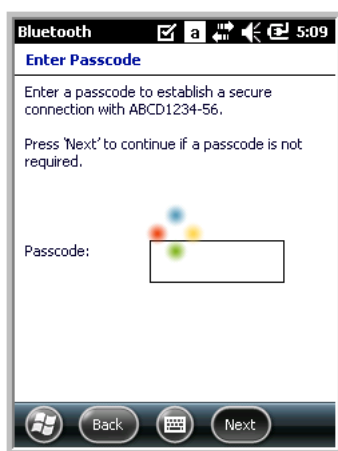 Bluetooth a 5:09
Enter Passcode
Enter a passcode to establish a secure
connection with ABCD1234-56.
Press 'Next' to continue if a passcode is not
required.
Passcode:
Back Next